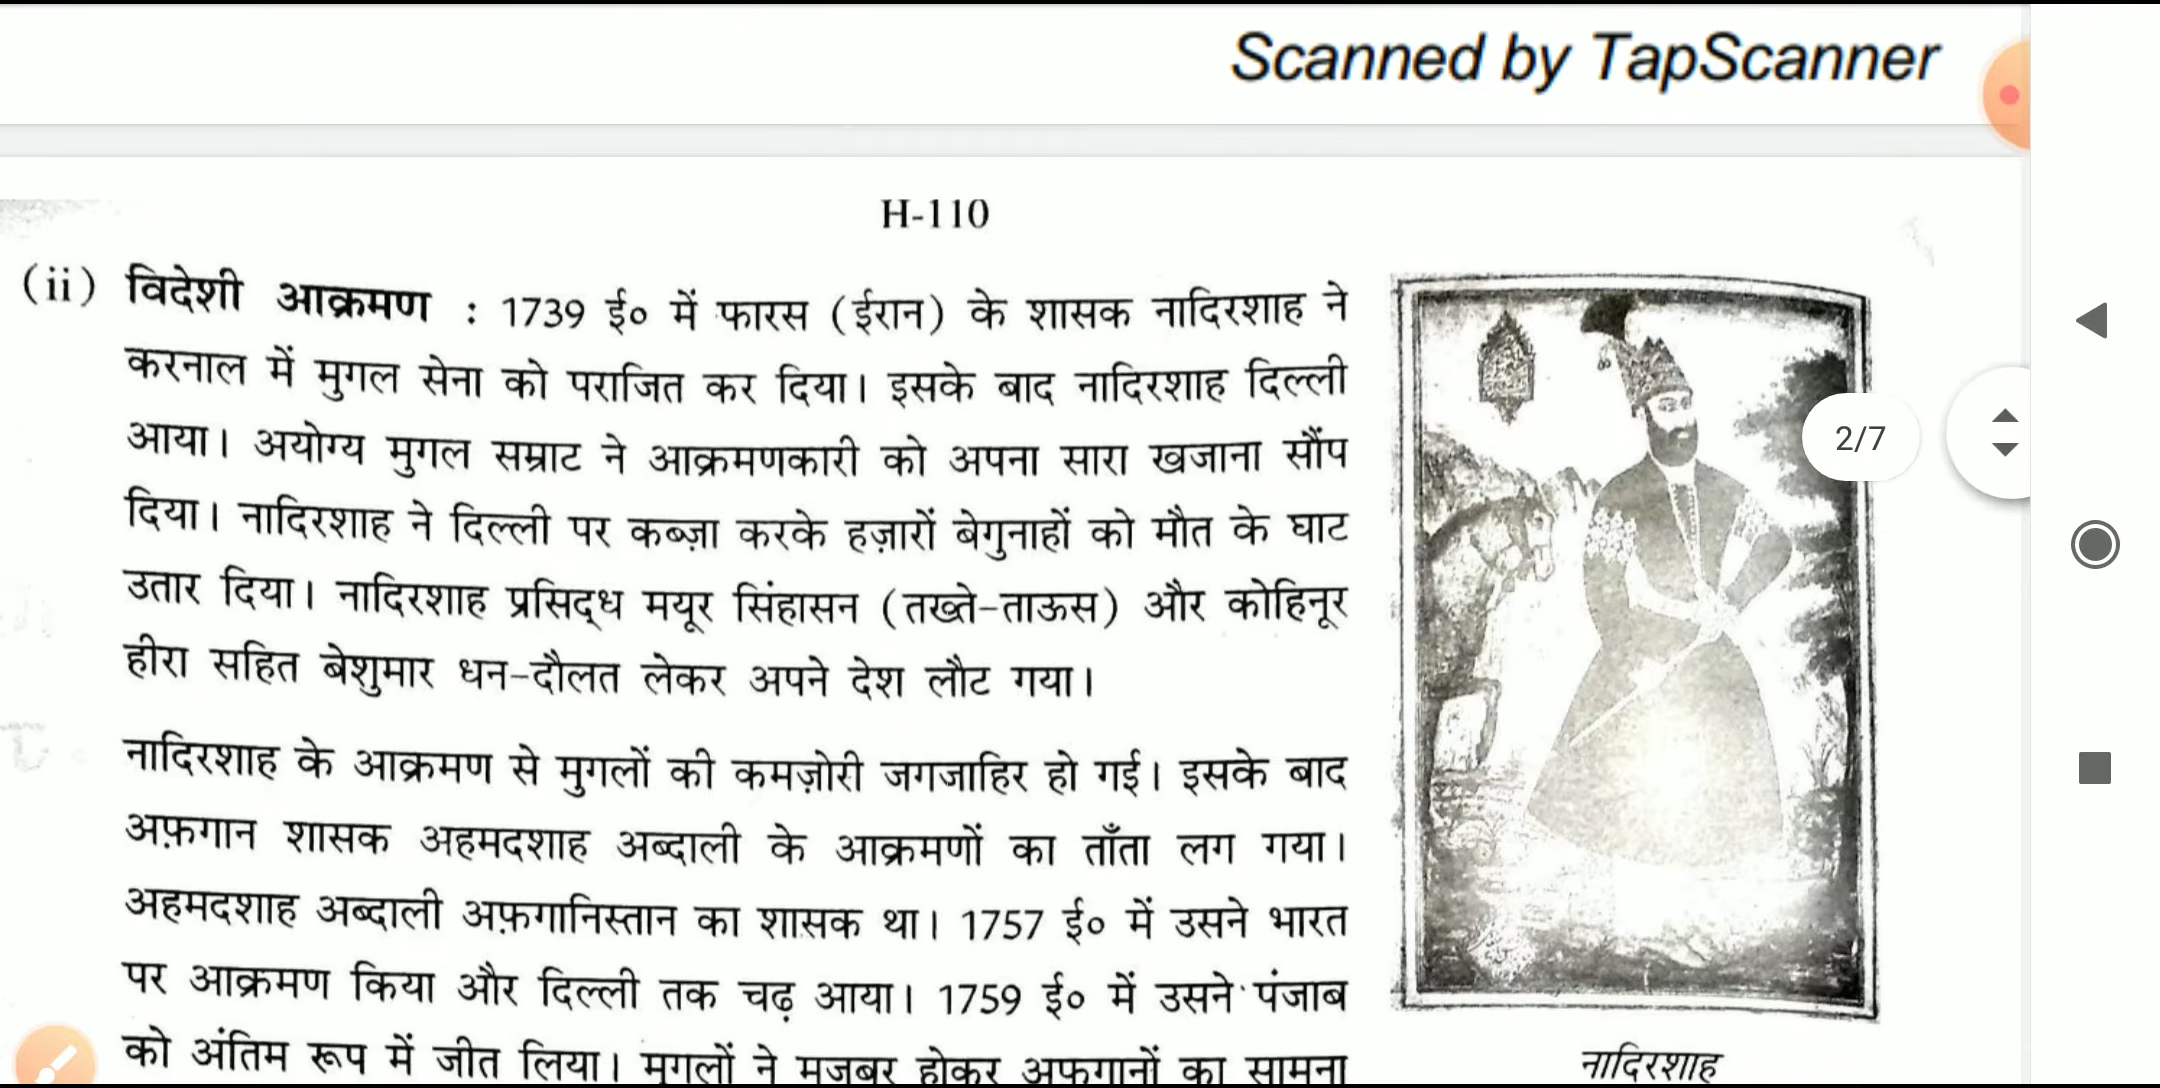 Scanned by TapScanner
H-110
(ii) विदेशी आक्रमण : 1739 ई० में फारस (ईरान) के शासक नादिरशाह ने
करनाल में मुगल सेना को पराजित कर दिया। इसके बाद नादिरशाह दिल्ली
आया। अयोग्य मुगल सम्राट ने आक्रमणकारी को अपना सारा खजाना सौंप
दिया। नादिरशाह ने दिल्ली पर कब्ज़ा करके हज़ारों बेगुनाहों को मौत के घाट
उतार दिया। नादिरशाह प्रसिद्ध मयूर सिंहासन (तख्ते-ताऊस) और कोहिनूर
हीरा सहित बेशुमार धन-दौलत लेकर अपने देश लौट गया।
नादिरशाह के आक्रमण से मुगलों की कमज़ोरी जगजाहिर हो गई। इसके बाद
अफ़गान शासक अहमदशाह अब्दाली के आक्रमणों का ताँता लग गया।
अहमदशाह अब्दाली अफ़गानिस्तान का शासक था। 1757 ई० में उसने भारत
पर आक्रमण किया और दिल्ली तक चढ़ आया। 1759 ई० में उसने पंजाब
को अंतिम रूप में जीत लिया। मुगलों ने मजबूर होकर अफगानों का सामना
नादिरशाह
2/7